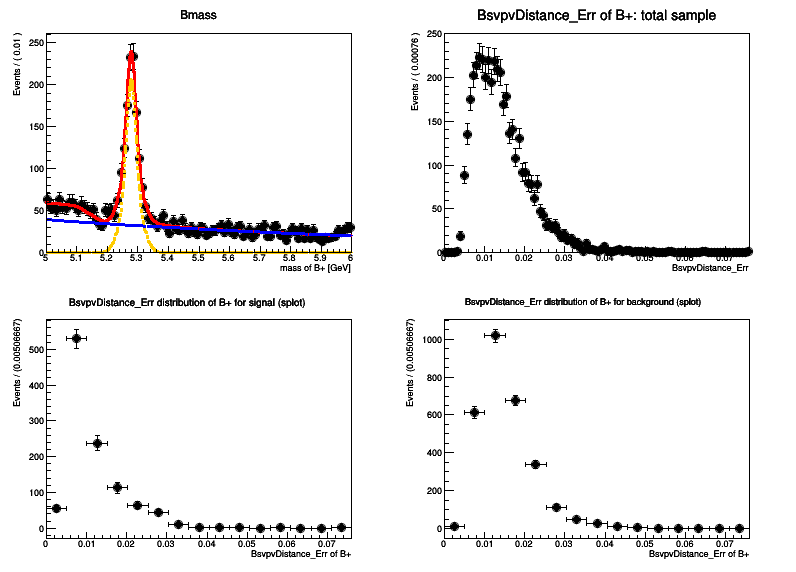 Bmass
Events / ( 0.01 )
250
200
150
100
50
0
5 5.1 5.2 5.3 5.4 5.5 5.6 5.7 5.8 5.9 6
mass of B+ [GeV]
BsvpvDistance_Err of B+: total sample
Events / ( 0.00076 )
250
200
150
100
50
0
0 0.01 0.02 0.03 0.04 0.05 0.06 0.07
BsvpvDistance_Err
BsvpvDistance_Err distribution of B+ for signal (splot)
Events / (0.00506667)
500
400
300
200
100
0
0 0.01 0.02 0.03 0.04 0.05 0.06 0.07
BsvpvDistance_Err of B+
BsvpvDistance_Err distribution of B+ for background (splot)
Events / (0.00506667)
1000
800
600
400
200
0
0 0.01 0.02 0.03 0.04 0.05 0.06 0.07
BsvpvDistance_Err of B+